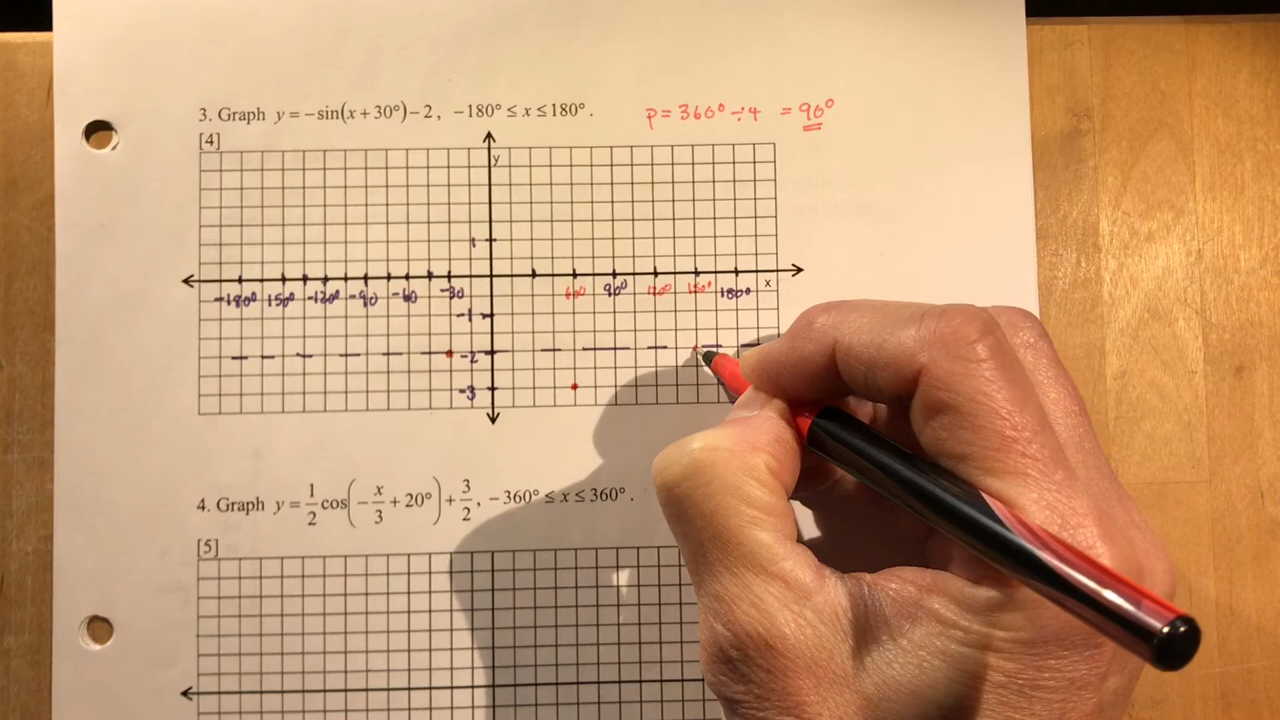 3. Graph y = −sin(x + 30°) − 2, −180° ≤ x ≤ 180°.
p = 360° ÷ 4 = 90°
[4]
y
1
-180° 150° -120° -90 -60 -30 60° 90° 120° 150° 180° x
-1
-2
-3
4. Graph y = 1/2 cos(−x/3 + 20°) + 3/2, −360° ≤ x ≤ 360°.
[5]